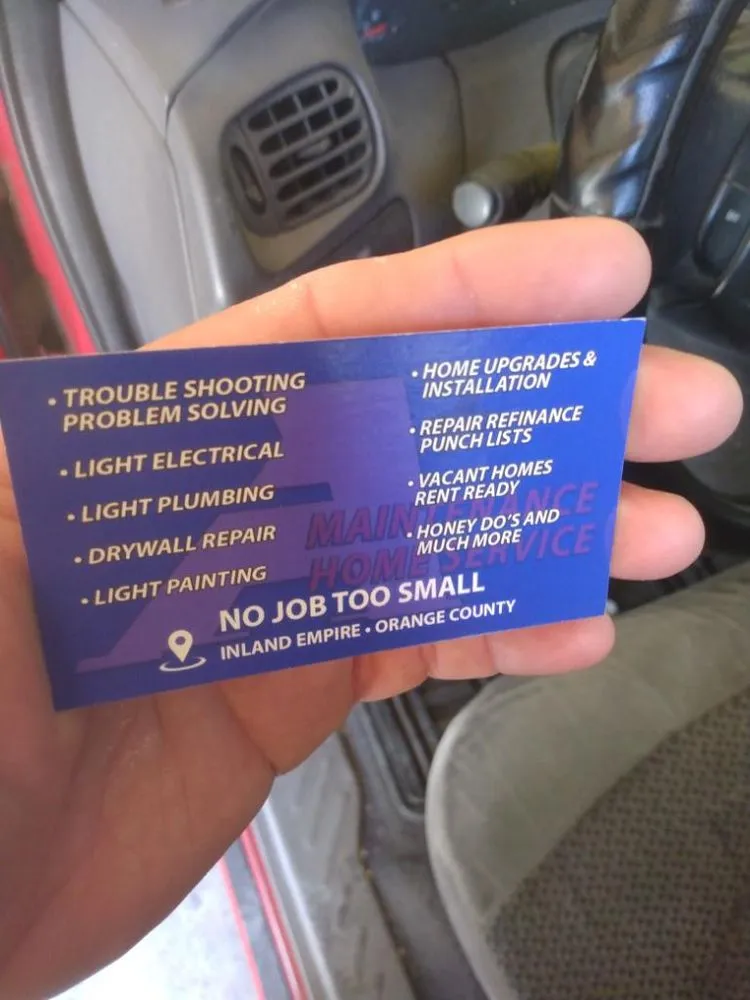 • TROUBLE SHOOTING
PROBLEM SOLVING
• LIGHT ELECTRICAL
• LIGHT PLUMBING
• DRYWALL REPAIR
• LIGHT PAINTING
• HOME UPGRADES &
INSTALLATION
• REPAIR REFINANCE
PUNCH LISTS
• VACANT HOMES
RENT READY
• HONEY DO'S AND
MUCH MORE
A
MAINTENANCE
HOME SERVICE
NO JOB TOO SMALL
INLAND EMPIRE • ORANGE COUNTY